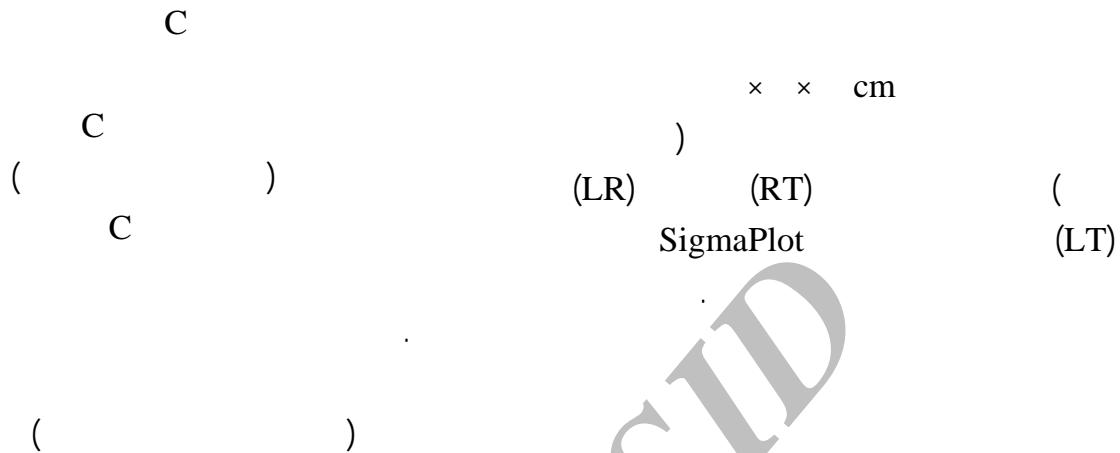 × × cm
)
(LR) (RT) (
SigmaPlot (LT)
.
C
C
( )
C
.
( )